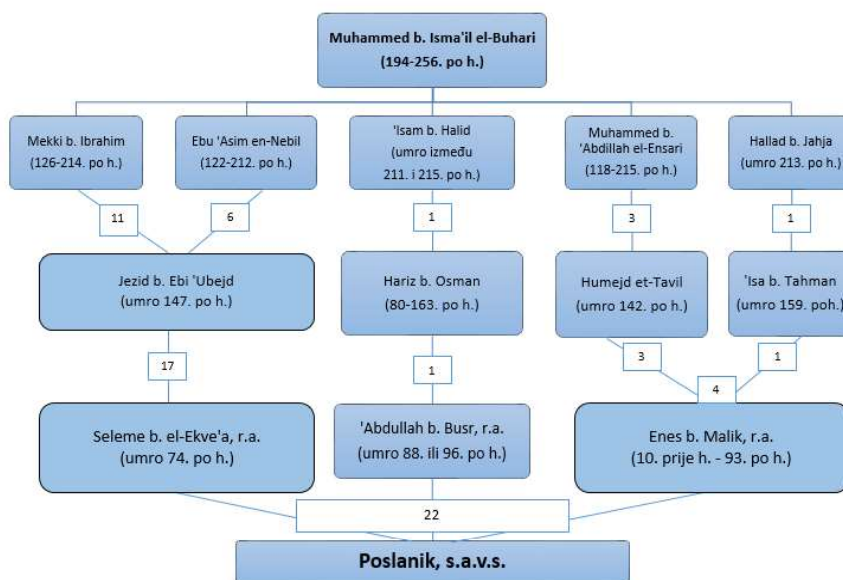 Muhammed b. Isma'il el-Buhari
(194-256. po h.)
Mekki b. Ibrahim
(126-214. po h.)
Ebu 'Asim en-Nebil
(122-212. po h.)
'Isam b. Halid
(umro između
211. i 215. po h.)
Muhammed b.
'Abdillah el-Ensari
(118-215. po h.)
Hallad b. Jahja
(umro 213. po h.)
11
6
1
3
1
Jezid b. Ebi 'Ubejd
(umro 147. po h.)
Hariz b. Osman
(80-163. po h.)
Humejd et-Tavil
(umro 142. po h.)
'Isa b. Tahman
(umro 159. poh.)
17
1
3
1
4
Seleme b. el-Ekve'a, r.a.
(umro 74. po h.)
'Abdullah b. Busr, r.a.
(umro 88. ili 96. po h.)
Enes b. Malik, r.a.
(10. prije h. - 93. po h.)
22
Poslanik, s.a.v.s.